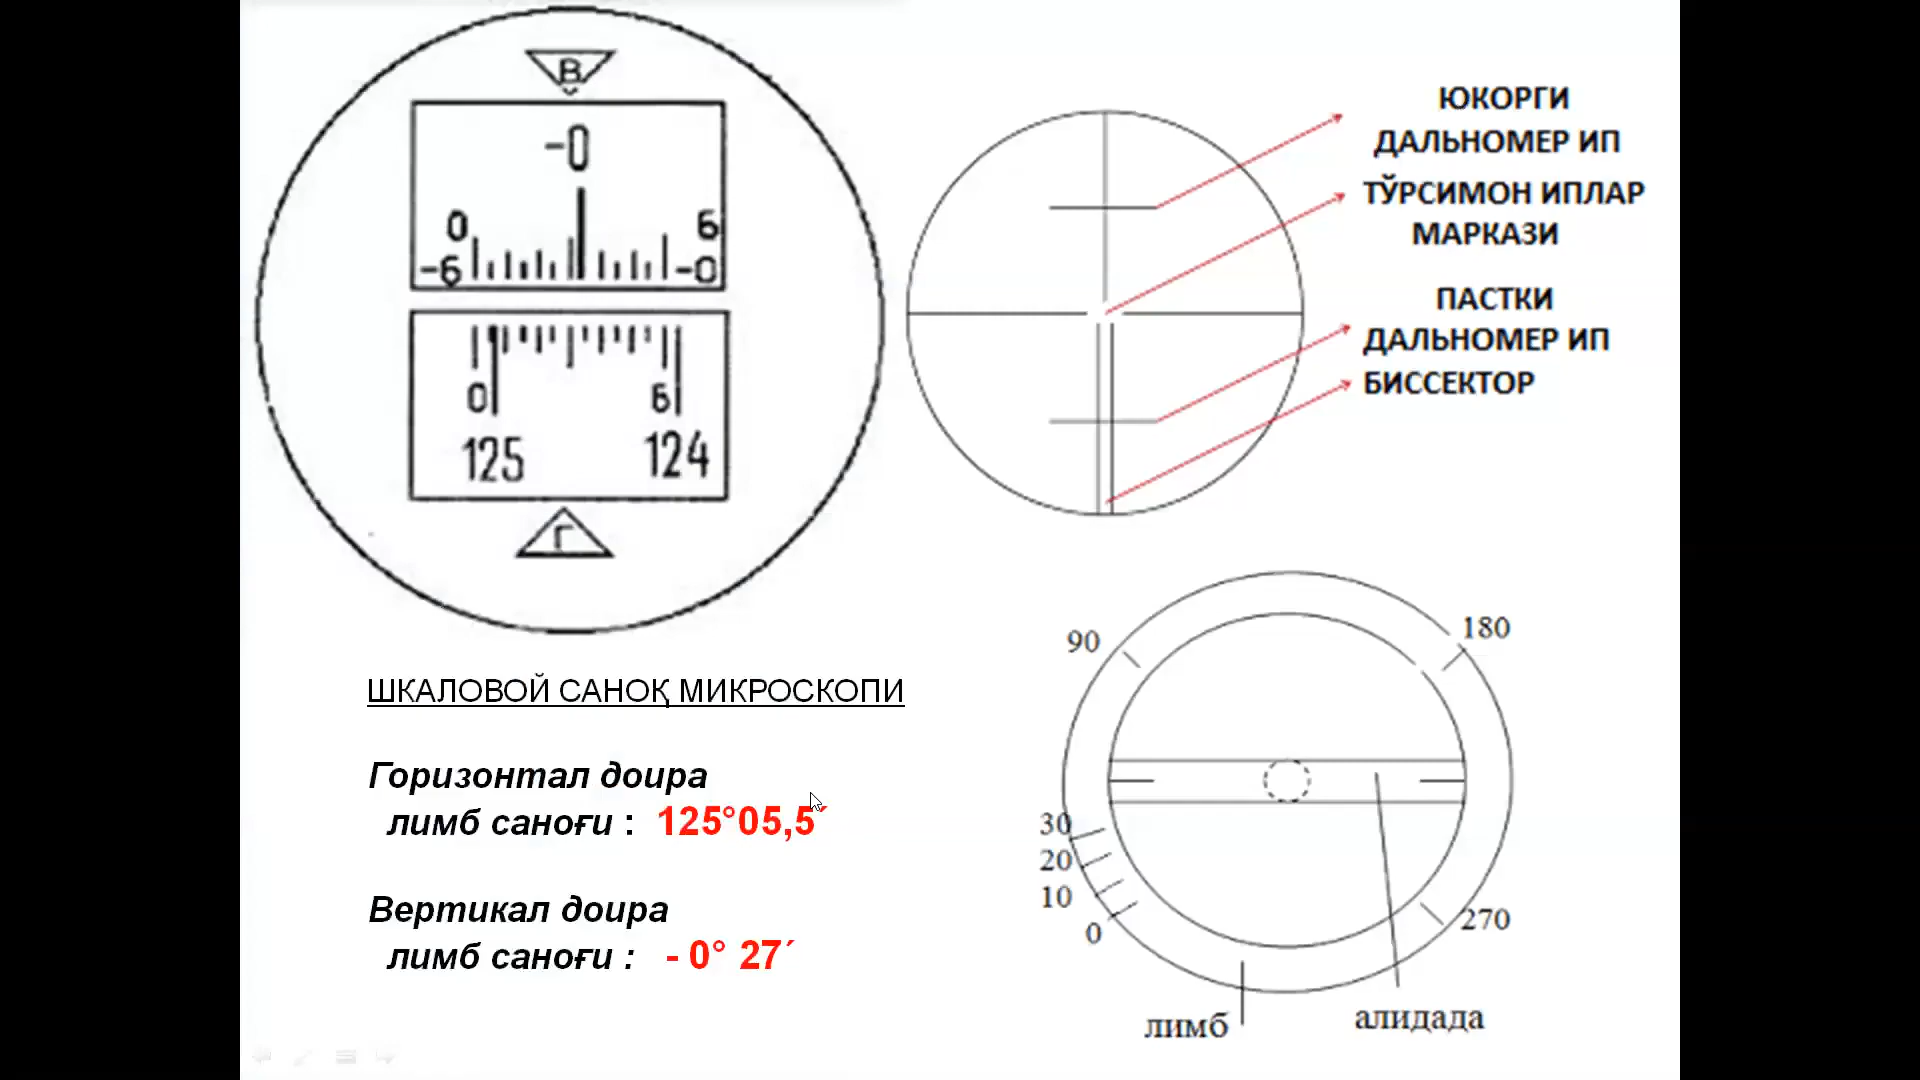 В
-0
0
6
-6
-0
0
6
125
124
Г
ЮКОРГИ
ДАЛЬНОМЕР ИП
ТЎРСИМОН ИПЛАР
МАРКАЗИ
ПАСТКИ
ДАЛЬНОМЕР ИП
БИССЕКТОР
ШКАЛОВОЙ САНОҚ МИКРОСКОПИ
Горизонтал доира
лимб саноғи : 125°05,5´
Вертикал доира
лимб саноғи : - 0° 27´
90
180
30
20
10
0
270
лимб
алидада